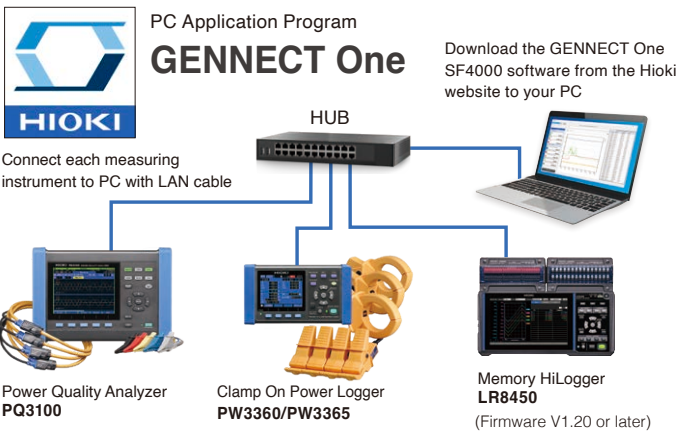 HIOKI
PC Application Program
GENNECT One
Download the GENNECT One
SF4000 software from the Hioki
website to your PC
HUB
Connect each measuring
instrument to PC with LAN cable
Power Quality Analyzer
PQ3100
Clamp On Power Logger
PW3360/PW3365
Memory HiLogger
LR8450
(Firmware V1.20 or later)